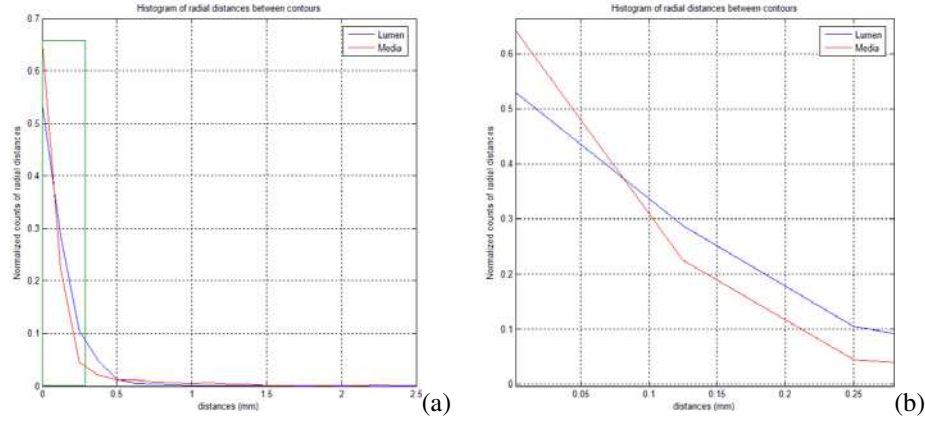 Histogram of radial distances between contours
Normalized counts of radial distances
0.7
0.6
0.5
0.4
0.3
0.2
0.1
0
0
0.5
1
1.5
2
2.5
distances (mm)
Lumen
Media
(a)
Histogram of radial distances between contours
Normalized counts of radial distances
0.6
0.5
0.4
0.3
0.2
0.1
0
0.05
0.1
0.15
0.2
0.25
distances (mm)
Lumen
Media
(b)